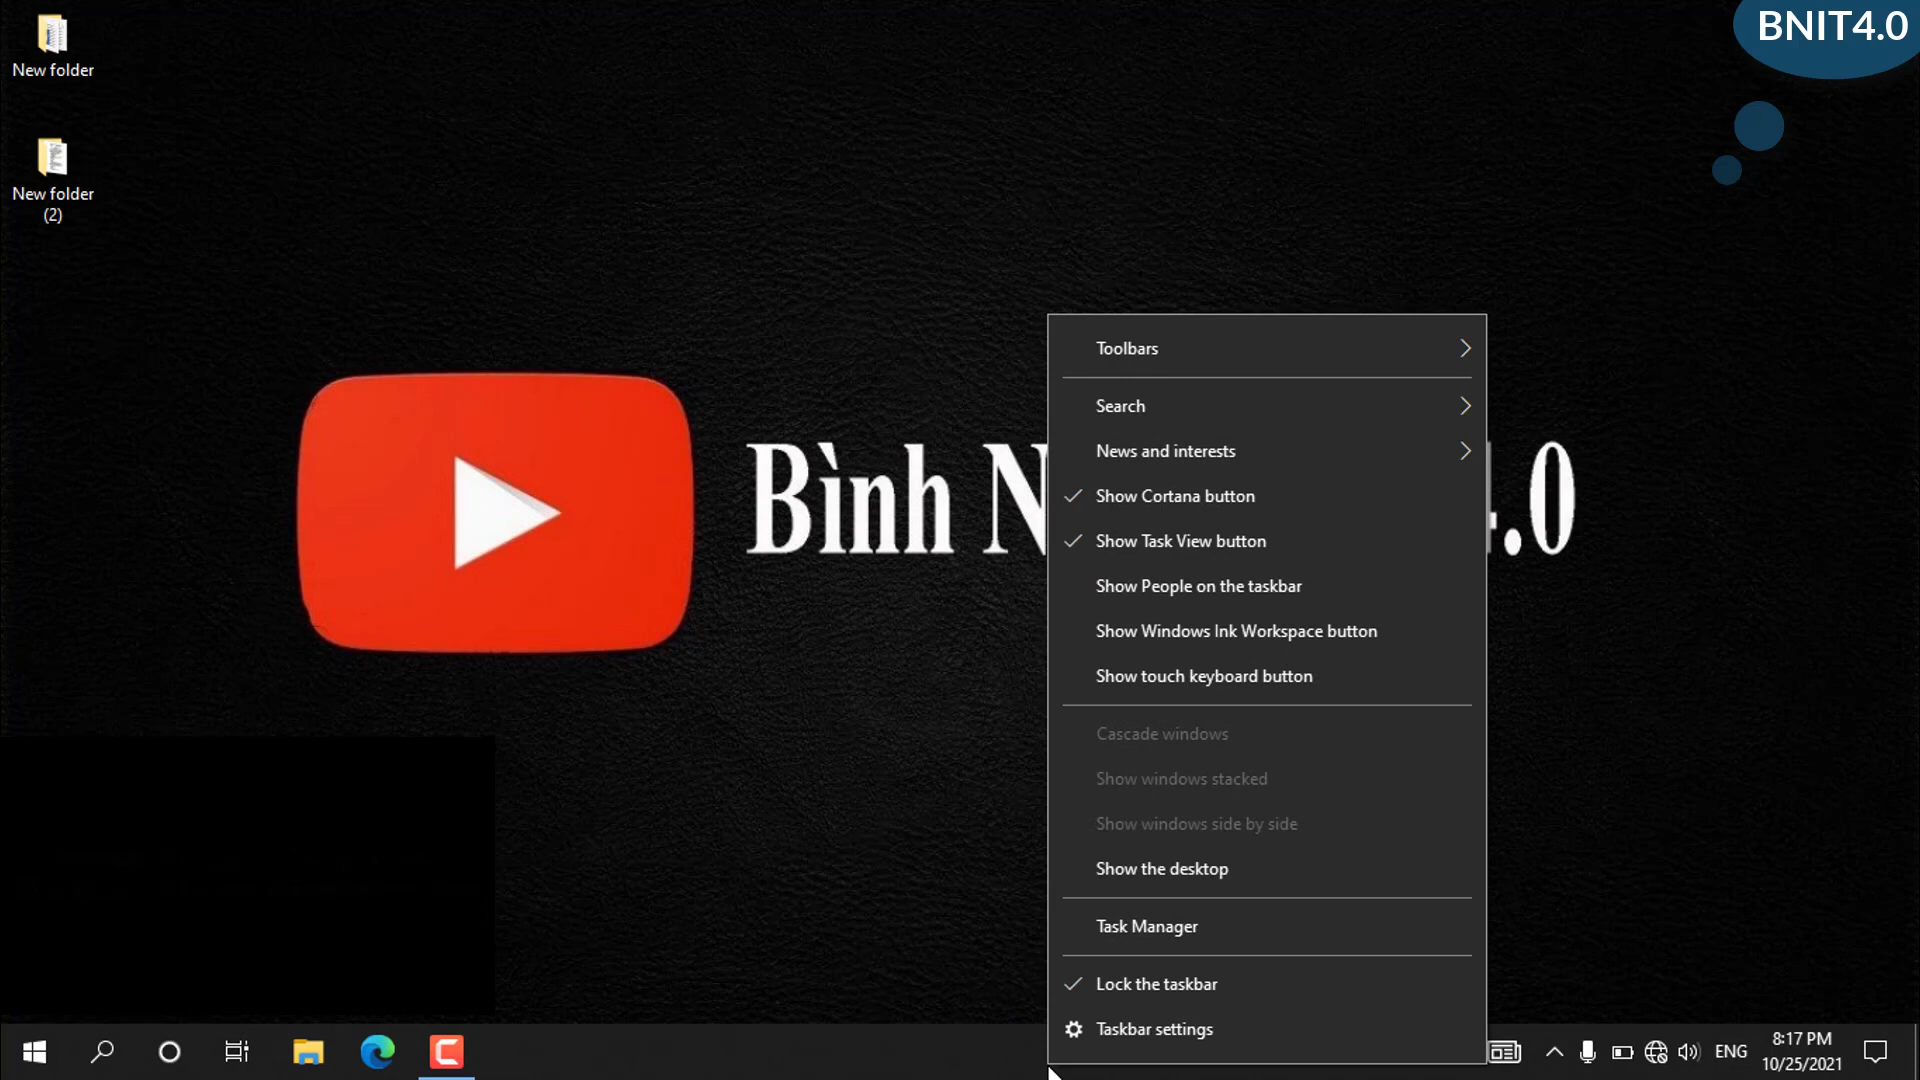 BNIT4.0
New folder
New folder
(2)
Bình N
4.0
Toolbars
Search
News and interests
Show Cortana button
Show Task View button
Show People on the taskbar
Show Windows Ink Workspace button
Show touch keyboard button
Cascade windows
Show windows stacked
Show windows side by side
Show the desktop
Task Manager
Lock the taskbar
Taskbar settings
ENG
8:17 PM
10/25/2021